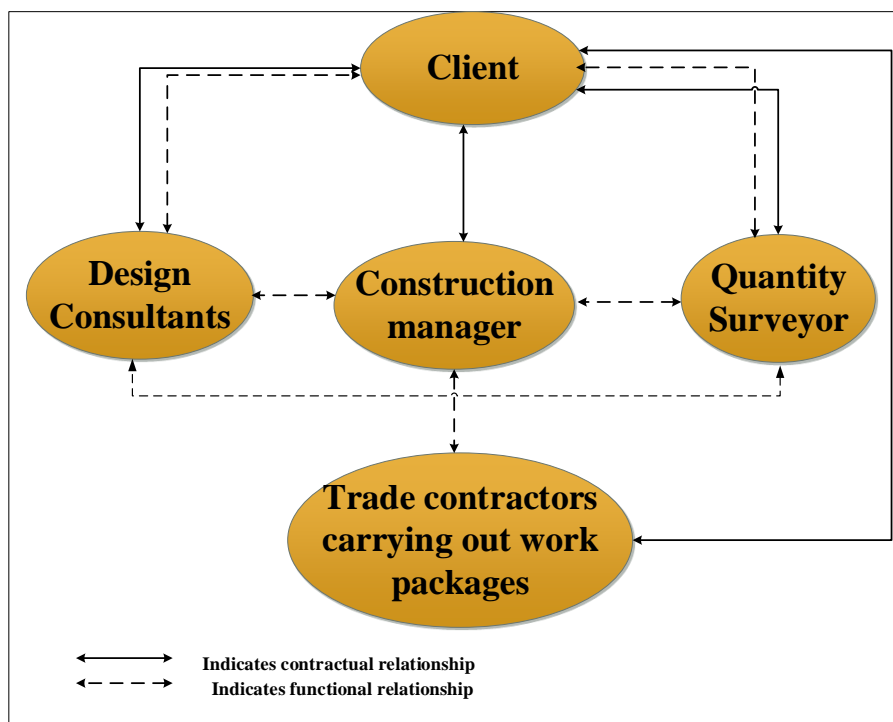 Client
Design
Consultants
Construction
manager
Quantity
Surveyor
Trade contractors
carrying out work
packages
Indicates contractual relationship
Indicates functional relationship